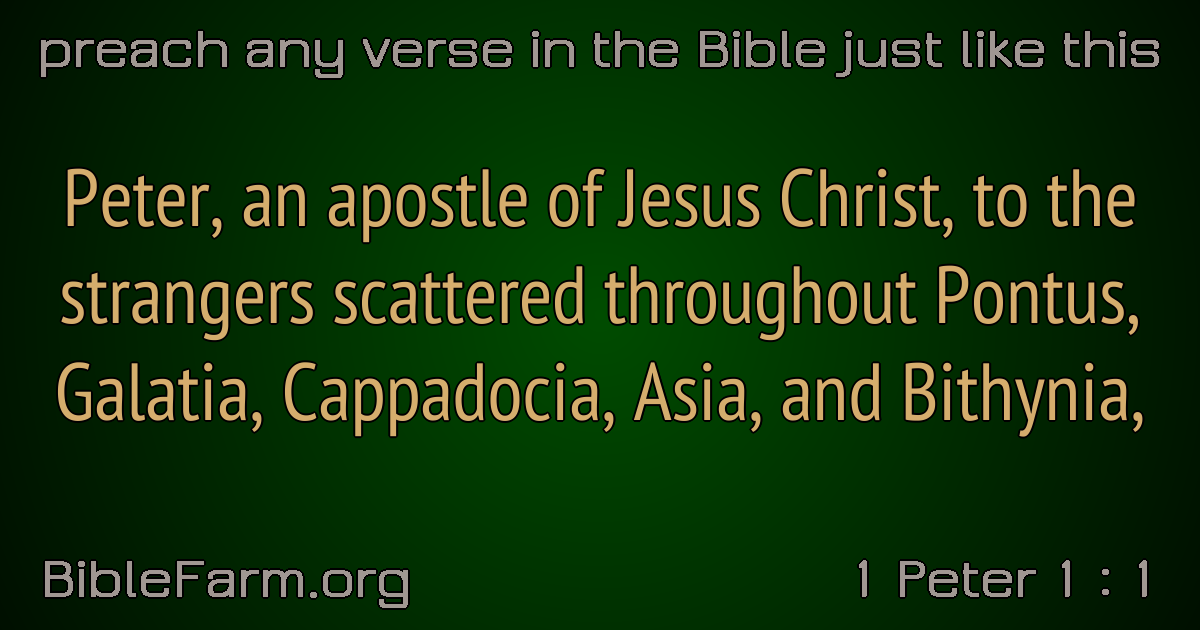 preach any verse in the Bible just like this
Peter, an apostle of Jesus Christ, to the
strangers scattered throughout Pontus,
Galatia, Cappadocia, Asia, and Bithynia,
BibleFarm.org
1 Peter 1 : 1